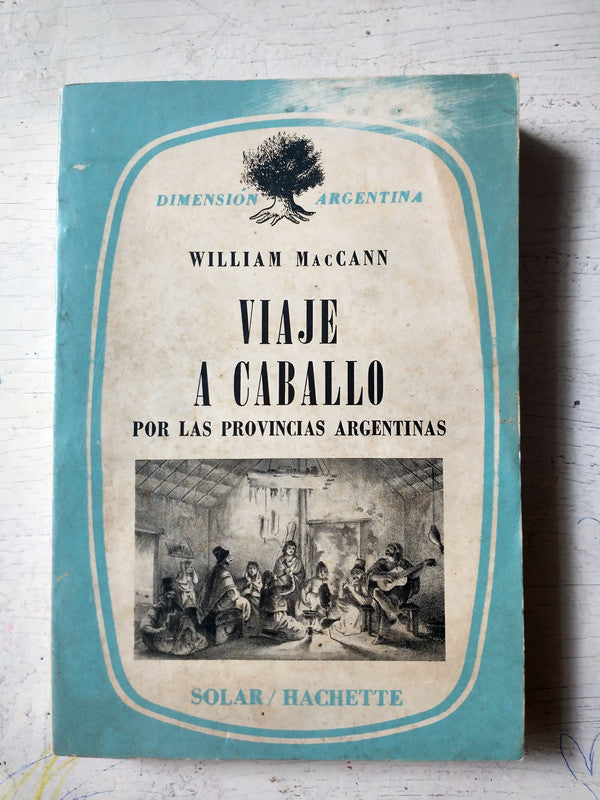 DIMENSIÓN ARGENTINA
WILLIAM MACCANN
VIAJE
A CABALLO
POR LAS PROVINCIAS ARGENTINAS
SOLAR / HACHETTE